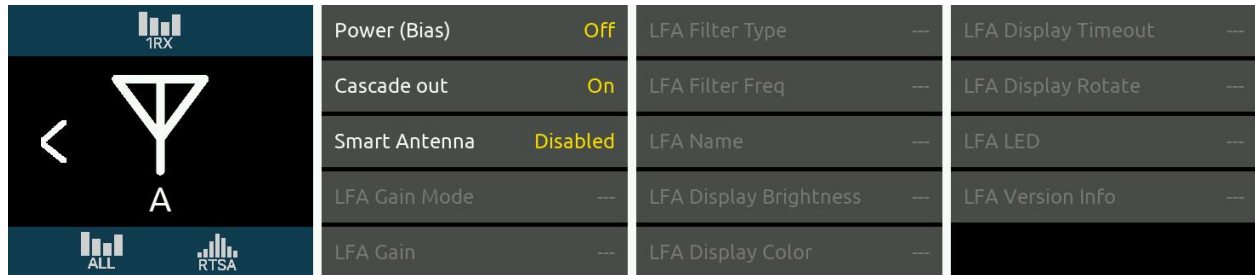 1RX
A
ALL RTSA
Power (Bias) Off
Cascade out On
Smart Antenna Disabled
LFA Gain Mode ---
LFA Gain ---
LFA Filter Type ---
LFA Filter Freq ---
LFA Name ---
LFA Display Brightness ---
LFA Display Color ---
LFA Display Timeout ---
LFA Display Rotate ---
LFA LED ---
LFA Version Info ---